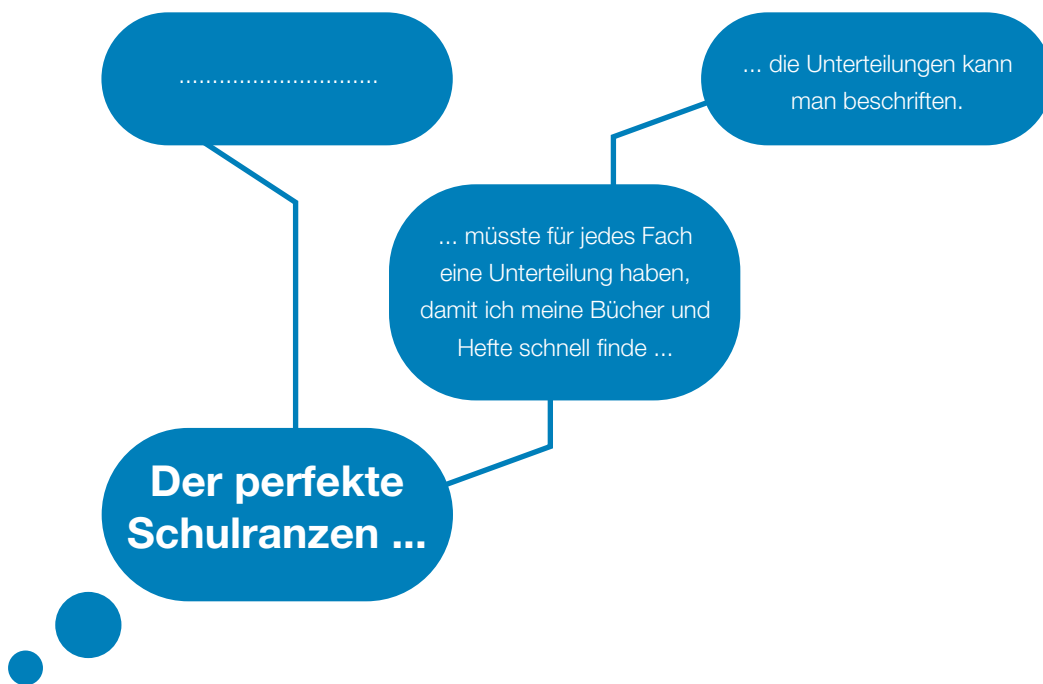 ..............................
... die Unterteilungen kann
man beschriften.
... müsste für jedes Fach
eine Unterteilung haben,
damit ich meine Bücher und
Hefte schnell finde ...
Der perfekte
Schulranzen ...